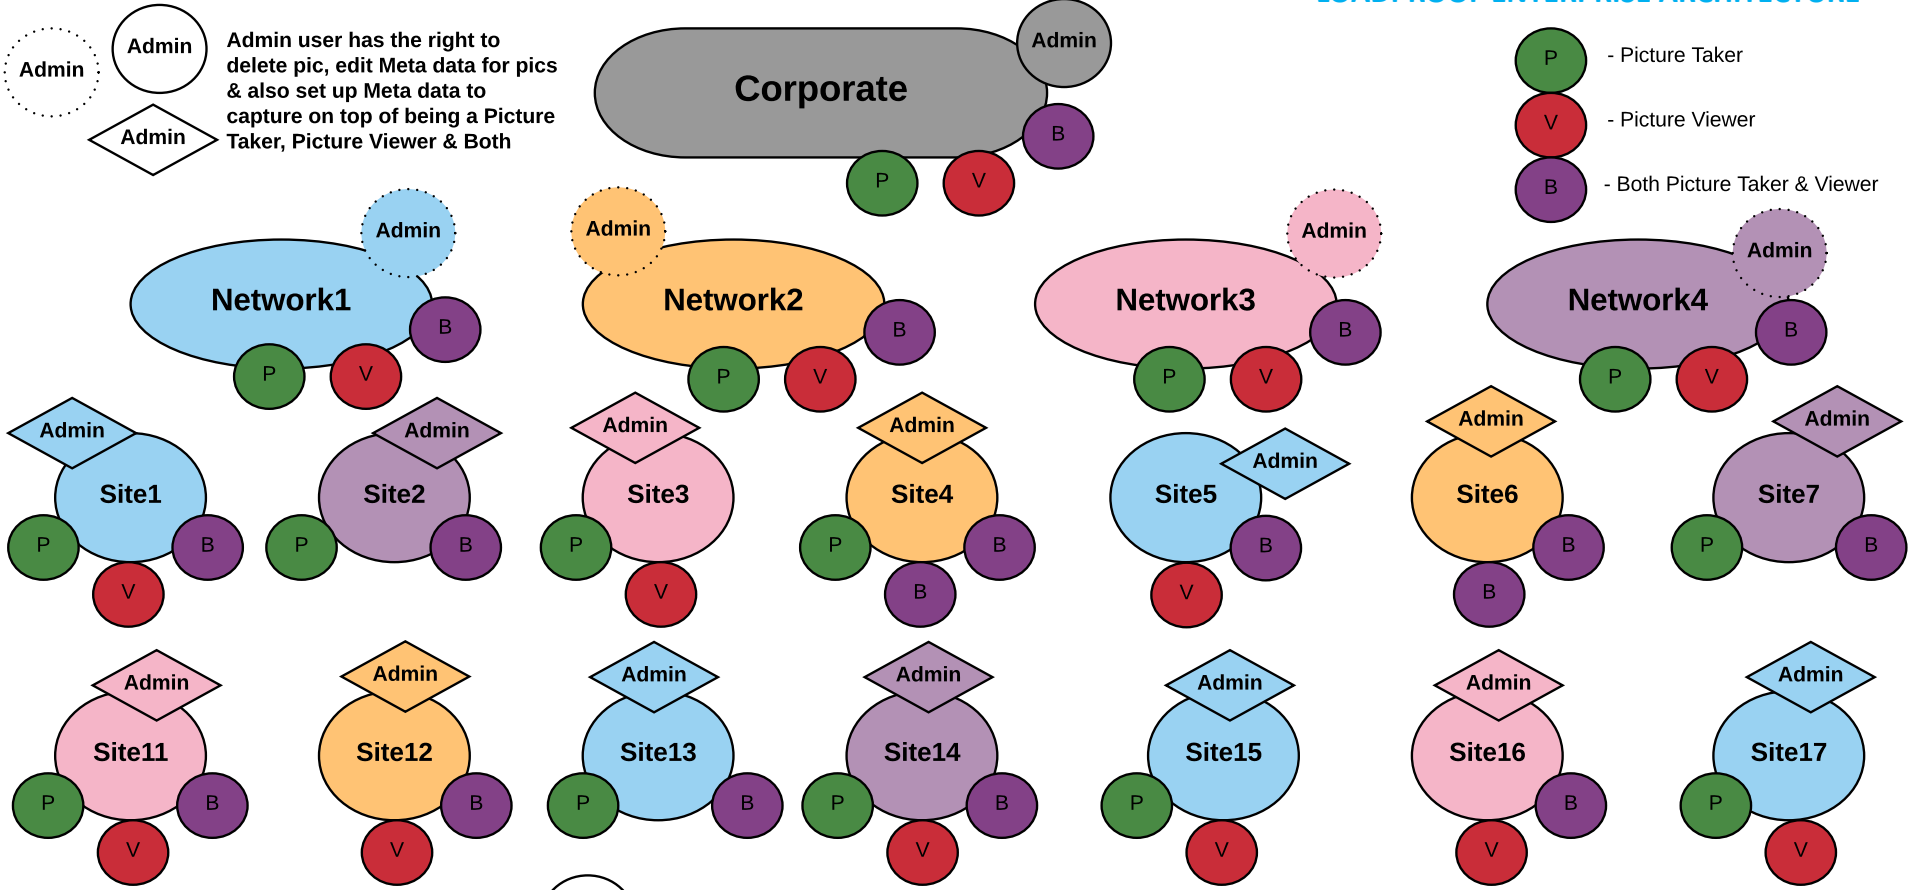 LOADPROOF ENTERPRISE ARCHITECTURE
Admin
Admin
Admin
Admin user has the right to
delete pic, edit Meta data for pics
& also set up Meta data to
capture on top of being a Picture
Taker, Picture Viewer & Both
Corporate
Admin
B
P
V
P
- Picture Taker
V
- Picture Viewer
B
- Both Picture Taker & Viewer
Network1
Admin
B
P
V
Admin
Network2
B
P
V
Network3
Admin
B
P
V
Network4
Admin
B
P
V
Admin
Site1
P
V
B
Admin
Site2
P
B
Admin
Site3
P
V
Admin
Site4
P
B
B
Admin
Site5
V
B
Admin
Site6
B
B
Admin
Site7
P
B
Admin
Site11
P
V
B
Admin
Site12
V
B
Admin
Site13
P
B
Admin
Site14
P
V
B
Admin
Site15
P
V
Admin
Site16
V
B
Admin
Site17
P
V